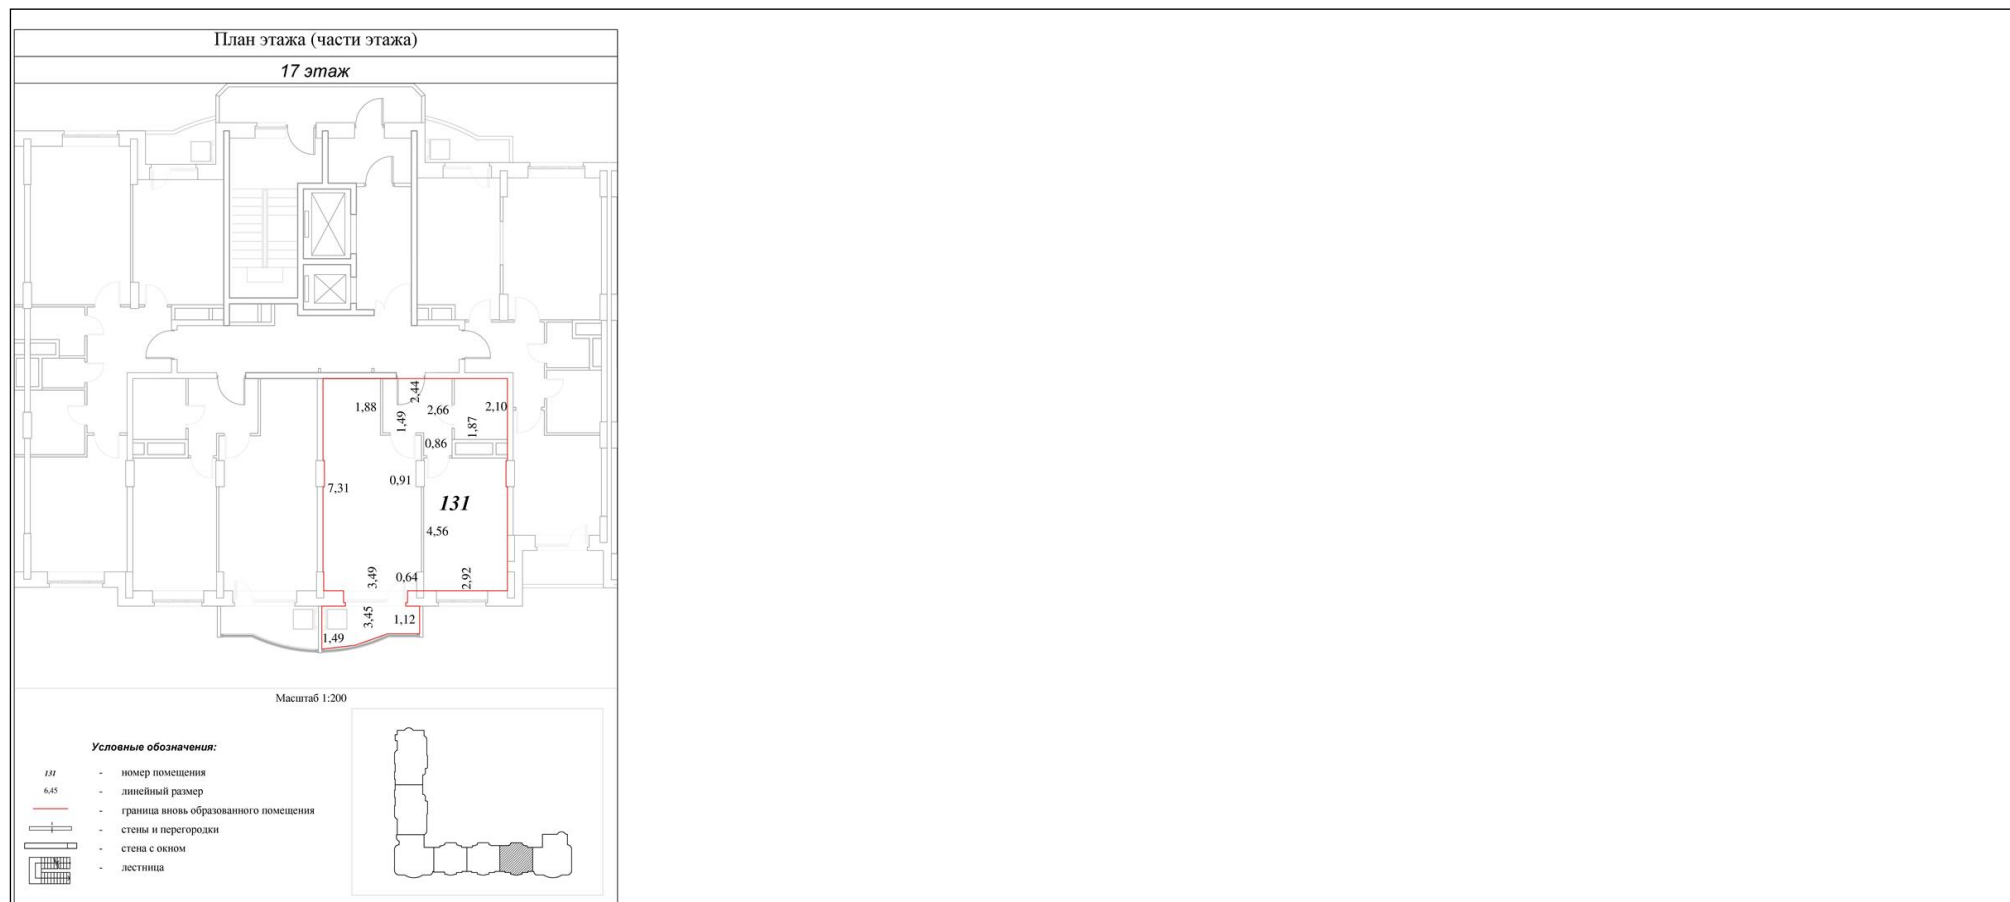 План этажа (части этажа)
17 этаж
2,44
1,88
2,66
2,10
1,49
1,87
0,86
0,91
7,31
131
4,56
3,49
0,64
2,92
3,45
1,12
1,49
Масштаб 1:200
Условные обозначения:
131 - номер помещения
6,45 - линейный размер
- граница вновь образованного помещения
- стены и перегородки
- стена с окном
- лестница